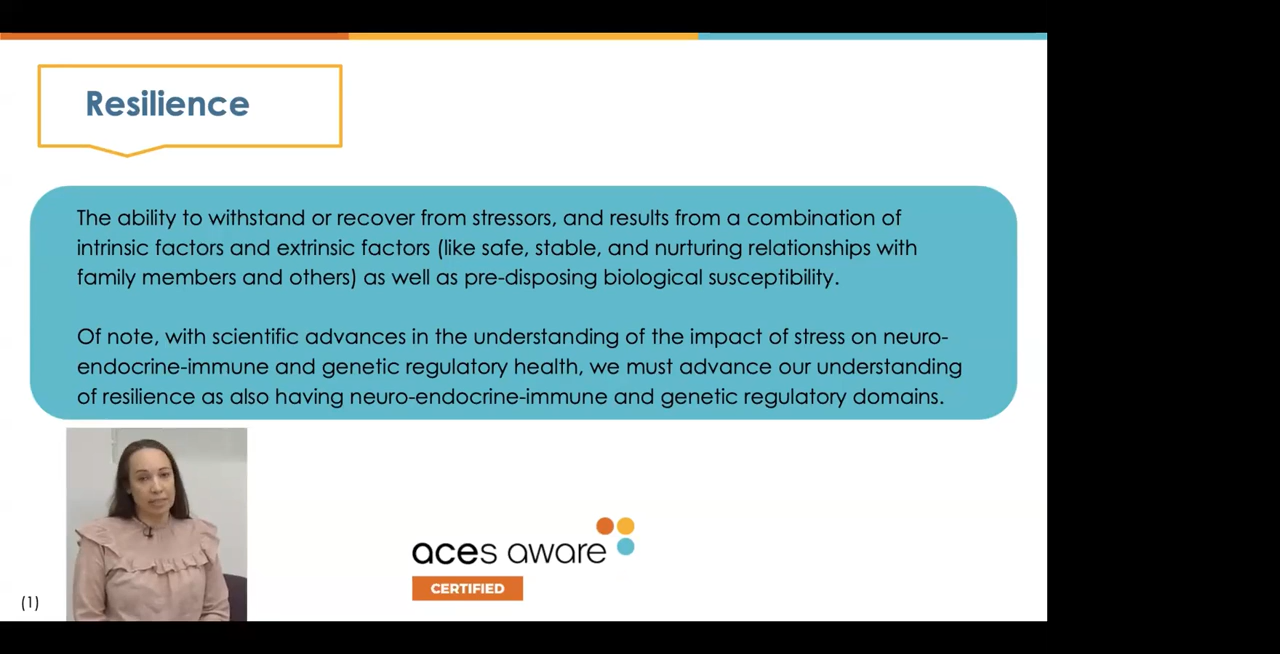 Resilience
The ability to withstand or recover from stressors, and results from a combination of
intrinsic factors and extrinsic factors (like safe, stable, and nurturing relationships with
family members and others) as well as pre-disposing biological susceptibility.
Of note, with scientific advances in the understanding of the impact of stress on neuro-
endocrine-immune and genetic regulatory health, we must advance our understanding
of resilience as also having neuro-endocrine-immune and genetic regulatory domains.
aces aware
CERTIFIED
(1)